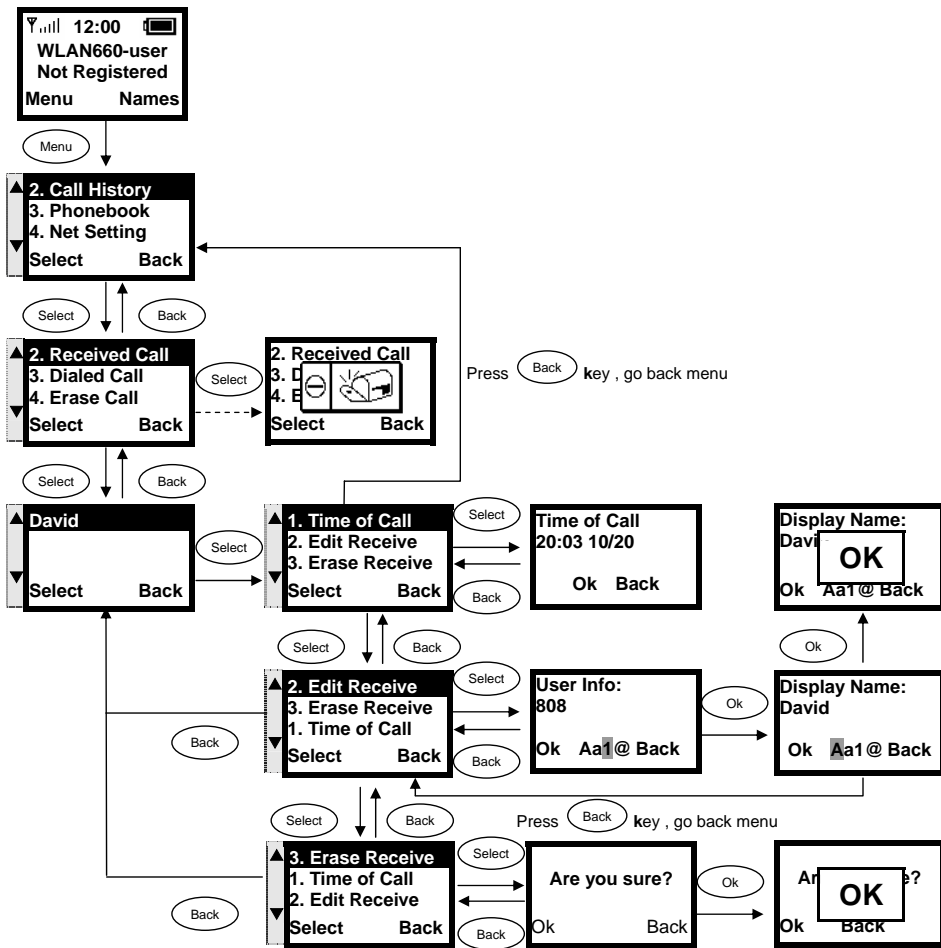 12:00
WLAN660-user
Not Registered
Menu Names
Menu
2. Call History
3. Phonebook
4. Net Setting
Select Back
Select
Back
2. Received Call
3. Dialed Call
4. Erase Call
Select Back
Select
2. Received Call
3. D
4. E
Select Back
Press Back key , go back menu
Select
Back
David
Select Back
Select
1. Time of Call
2. Edit Receive
3. Erase Receive
Select Back
Select
Back
Time of Call
20:03 10/20
Ok Back
Display Name:
Davi
OK
Ok Aa1@ Back
Select
Back
Ok
2. Edit Receive
3. Erase Receive
1. Time of Call
Select Back
Back
Select
Back
User Info:
808
Ok Aa1@ Back
Ok
Display Name:
David
Ok Aa1@ Back
Select
Back
Press Back key , go back menu
3. Erase Receive
1. Time of Call
2. Edit Receive
Select Back
Back
Select
Back
Are you sure?
Ok Back
Ok
Ar e?
OK
Ok Back